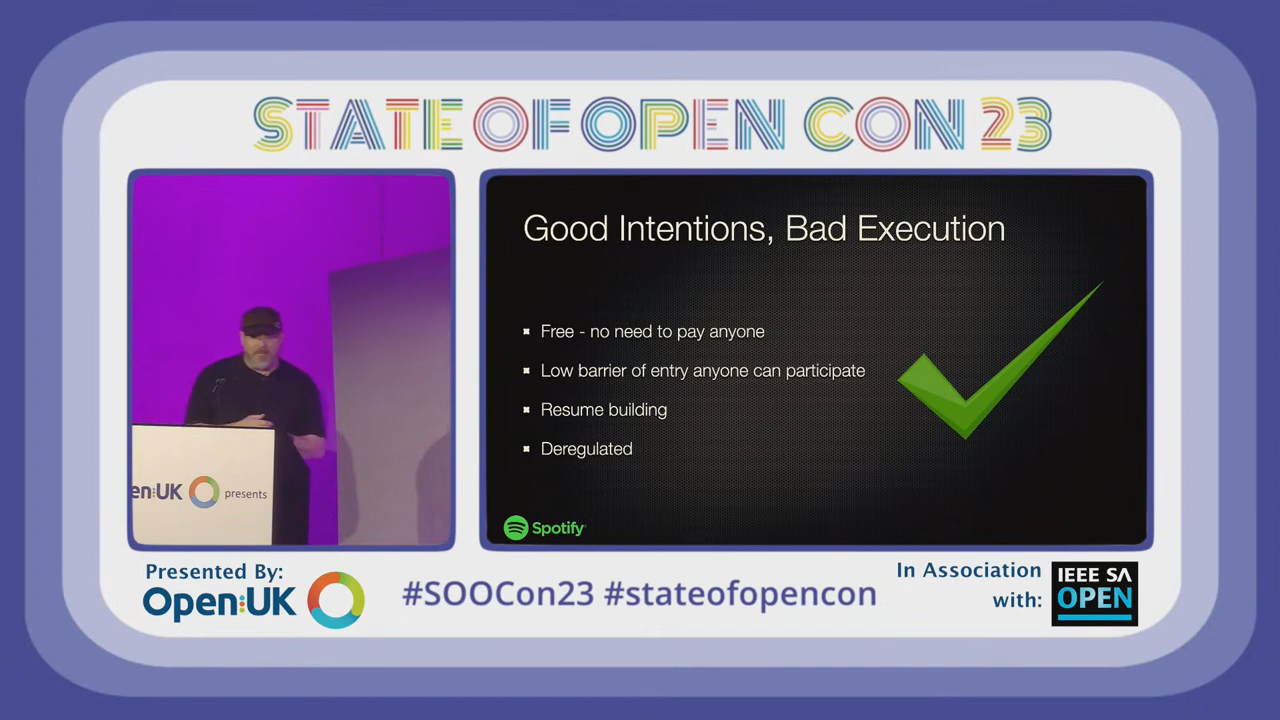 STATE OF OPEN CON 23
Good Intentions, Bad Execution
Free - no need to pay anyone
Low barrier of entry anyone can participate
Resume building
Deregulated
Spotify
en:UK presents
Presented By:
Open:UK
#SOOCon23 #stateofopencon
In Association
with:
IEEE SA
OPEN